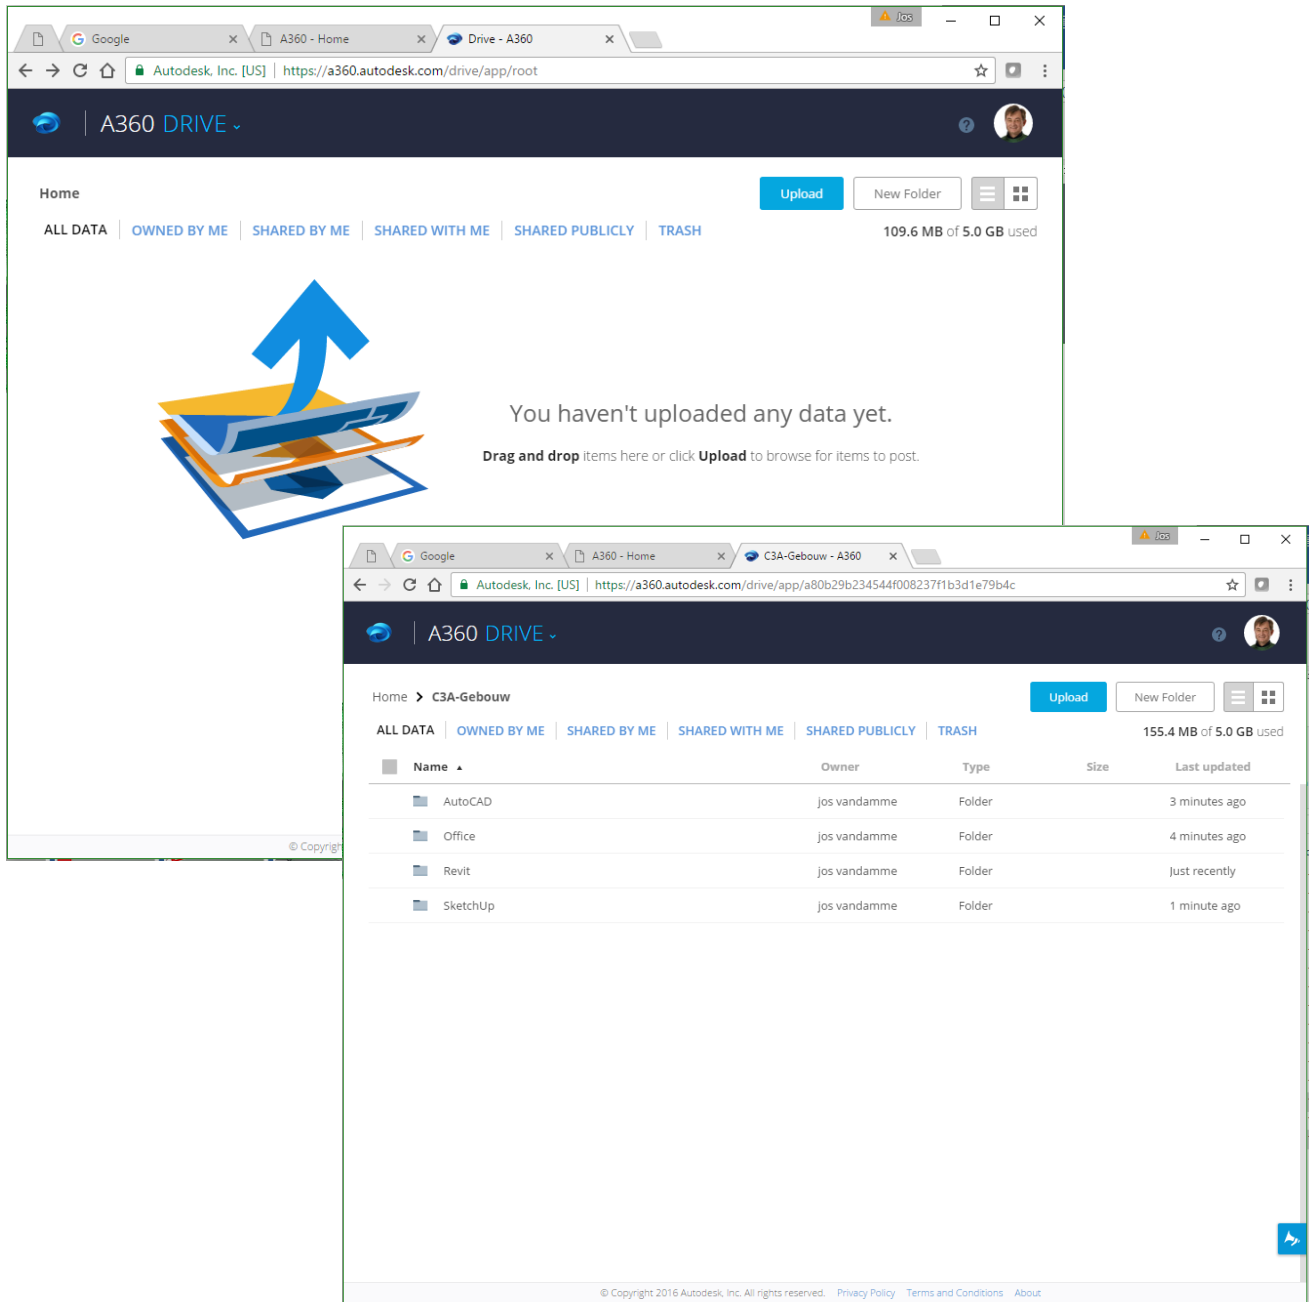 Jos
Google
A360 - Home
Drive - A360
Autodesk, Inc. [US] | https://a360.autodesk.com/drive/app/root
A360 DRIVE
Home
Upload
New Folder
ALL DATA OWNED BY ME SHARED BY ME SHARED WITH ME SHARED PUBLICLY TRASH
109.6 MB of 5.0 GB used
You haven't uploaded any data yet.
Drag and drop items here or click Upload to browse for items to post.
© Copyrigh
Jos
Google
A360 - Home
C3A-Gebouw - A360
Autodesk, Inc. [US] | https://a360.autodesk.com/drive/app/a80b29b234544f008237f1b3d1e79b4c
A360 DRIVE
Home > C3A-Gebouw
Upload
New Folder
ALL DATA OWNED BY ME SHARED BY ME SHARED WITH ME SHARED PUBLICLY TRASH
155.4 MB of 5.0 GB used
Name Owner Type Size Last updated
AutoCAD jos vandamme Folder 3 minutes ago
Office jos vandamme Folder 4 minutes ago
Revit jos vandamme Folder Just recently
SketchUp jos vandamme Folder 1 minute ago
© Copyright 2016 Autodesk, Inc. All rights reserved. Privacy Policy Terms and Conditions About